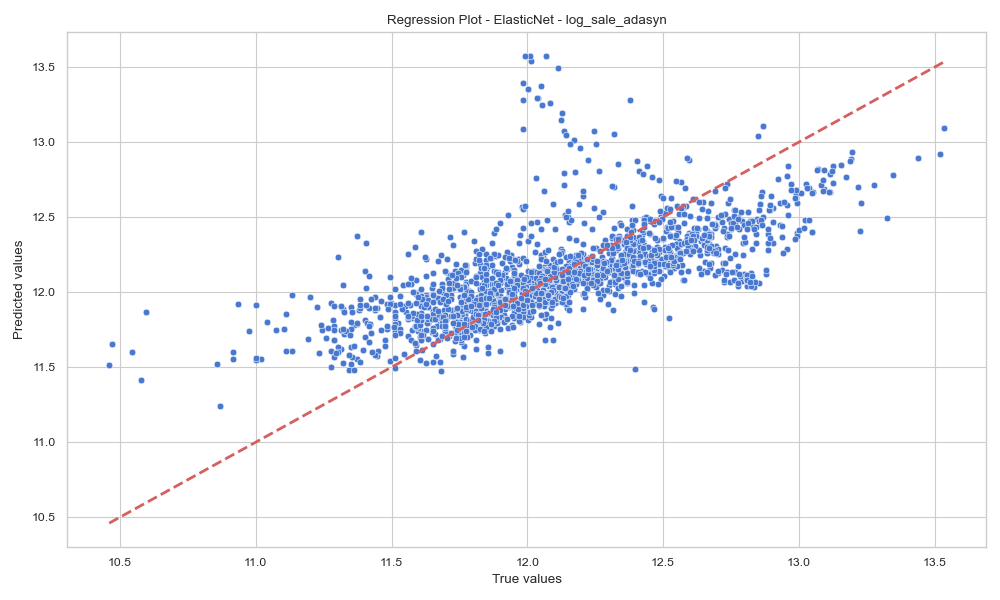 Regression Plot - ElasticNet - log_sale_adasyn
Predicted values
13.5
13.0
12.5
12.0
11.5
11.0
10.5
10.5 11.0 11.5 12.0 12.5 13.0 13.5
True values